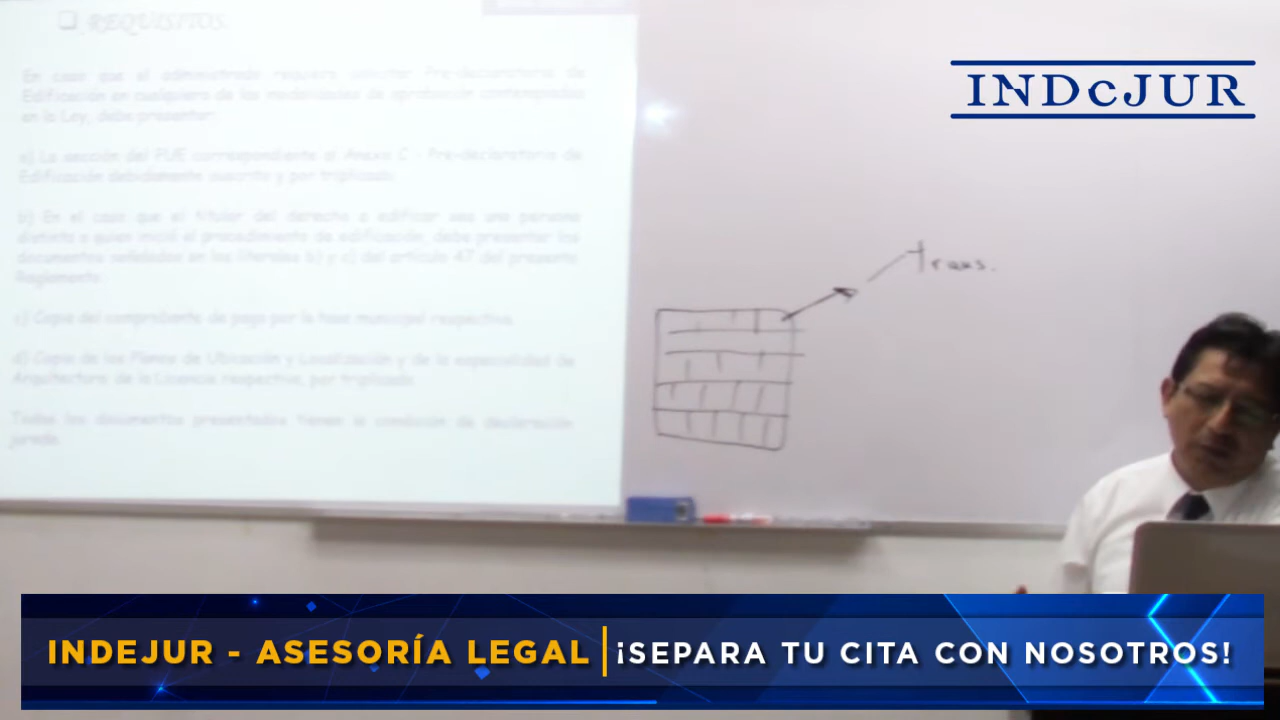 ❑ REQUISITOS.
En caso que el administrado requiera solicitar Pre-declaratoria de
Edificación en cualquiera de las modalidades de aprobación contempladas
en la Ley, debe presentar:
a) La sección del FUE correspondiente al Anexo C - Pre-declaratoria de
Edificación debidamente suscrito y por triplicado.
b) En el caso que el titular del derecho a edificar sea una persona
distinta a quien inició el procedimiento de edificación, debe presentar los
documentos señalados en los literales b) y c) del artículo 47 del presente
Reglamento.
c) Copia del comprobante de pago por la tasa municipal respectiva.
d) Copia de los Planos de Ubicación y Localización y de la especialidad de
Arquitectura de la Licencia respectiva, por triplicado.
Todos los documentos presentados tienen la condición de declaración
jurada.
trans.
INDcJUR
INDEJUR - ASESORÍA LEGAL | ¡SEPARA TU CITA CON NOSOTROS!